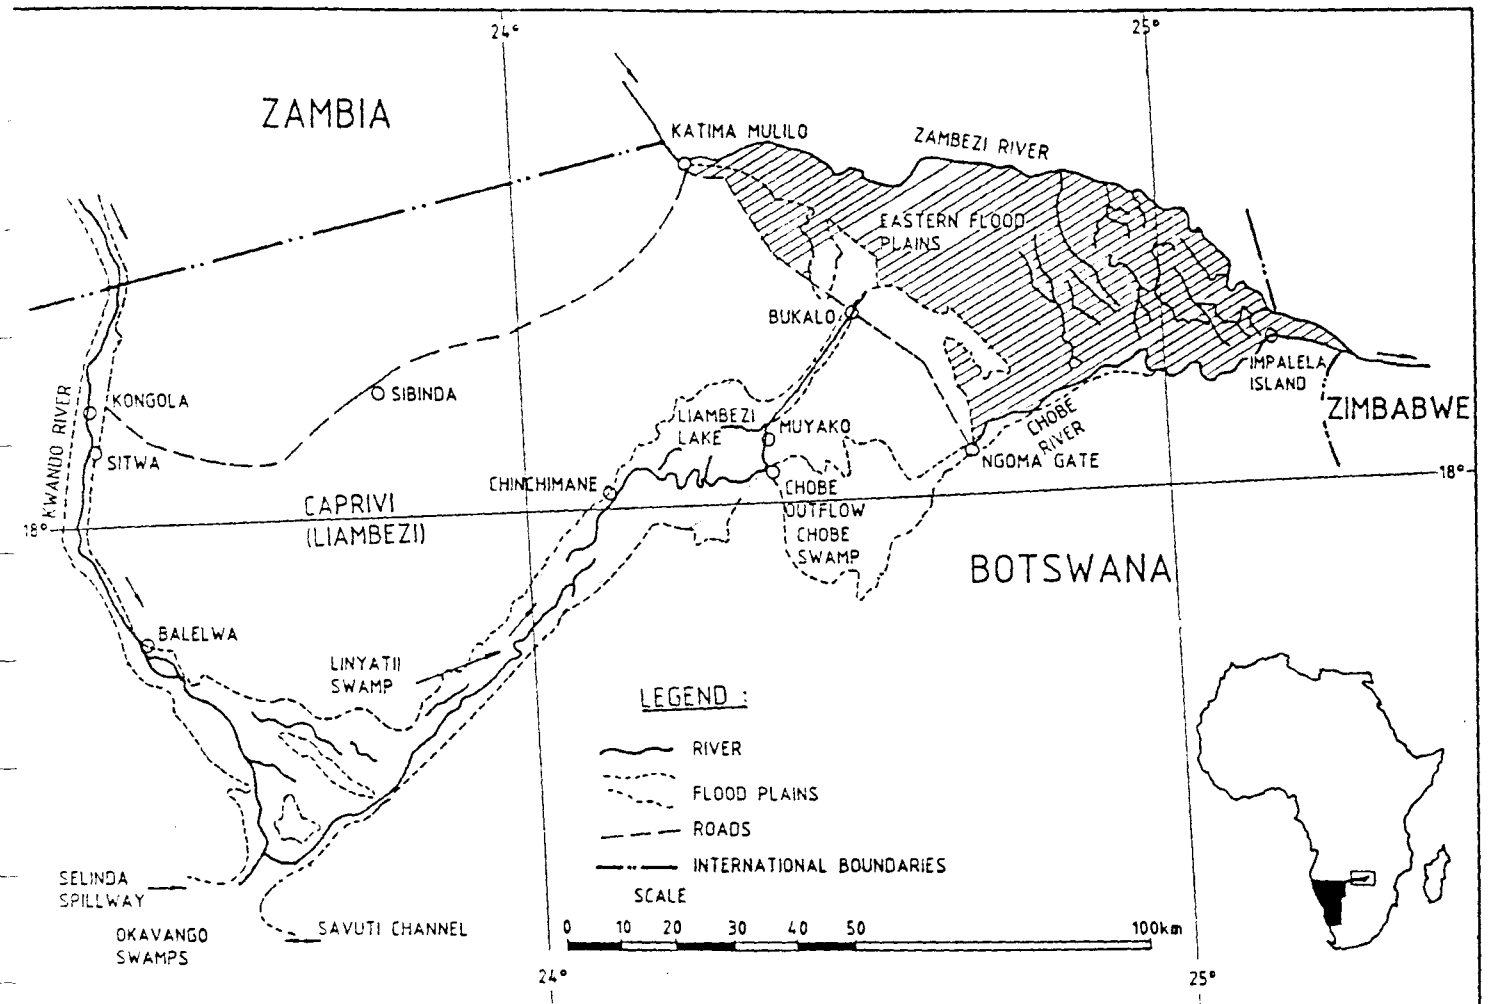 24°
25°
ZAMBIA
KATIMA MULILO
ZAMBEZI RIVER
EASTERN FLOOD
PLAINS
BUKALO
IMPALELA
ISLAND
ZIMBABWE
KWANDO RIVER
KONGOLA
SIBINDA
LIAMBEZI
LAKE
MUYAKO
CHOBE
RIVER
SITWA
NGOMA GATE
18°
CHINCHIMANE
CHOBE
OUTFLOW
CAPRIVI
(LIAMBEZI)
18°
CHOBE
SWAMP
BOTSWANA
BALELWA
LINYATII
SWAMP
LEGEND :
RIVER
FLOOD PLAINS
ROADS
INTERNATIONAL BOUNDARIES
SCALE
0 10 20 30 40 50 100km
SELINDA
SPILLWAY
SAVUTI CHANNEL
OKAVANGO
SWAMPS
24°
25°